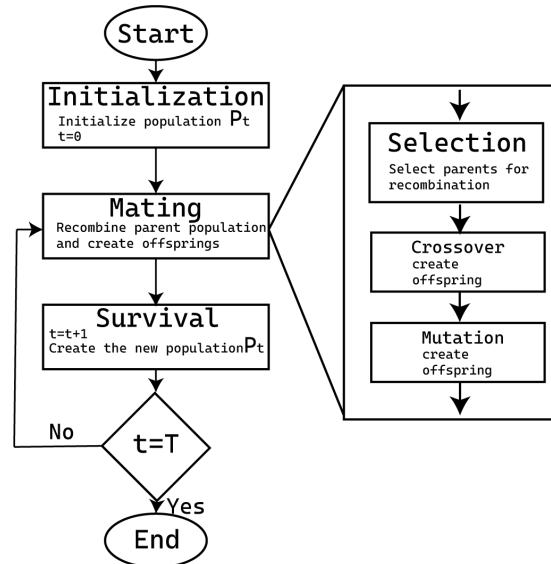 Start
Initialization
Initialize population Pt
t=0
Mating
Recombine parent population
and create offsprings
Survival
t=t+1
Create the new population Pt
t=T
No
Yes
End
Selection
Select parents for
recombination
Crossover
create
offspring
Mutation
create
offspring